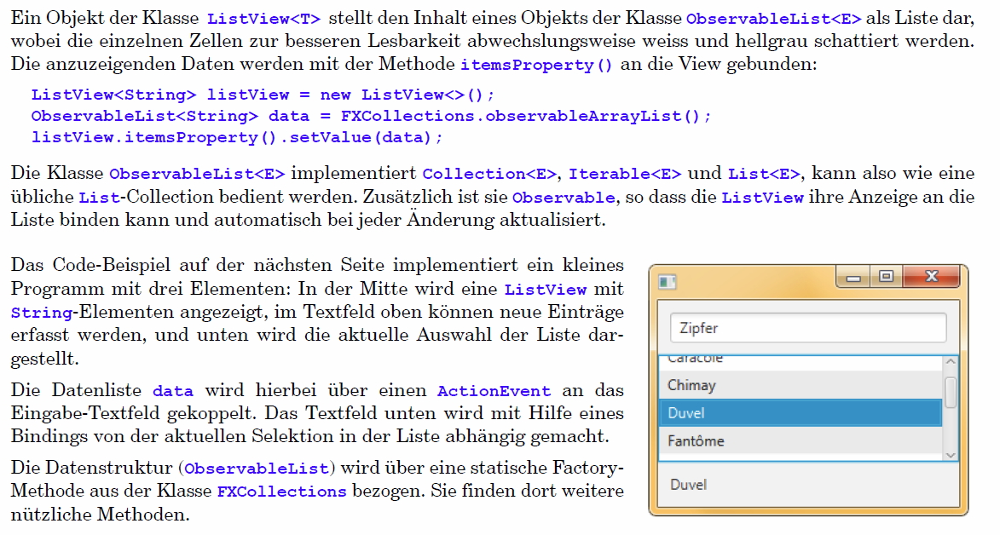 Ein Objekt der Klasse ListView<T> stellt den Inhalt eines Objekts der Klasse ObservableList<E> als Liste dar,
wobei die einzelnen Zellen zur besseren Lesbarkeit abwechslungsweise weiss und hellgrau schattiert werden.
Die anzuzeigenden Daten werden mit der Methode itemsProperty() an die View gebunden:
ListView<String> listView = new ListView<>();
ObservableList<String> data = FXCollections.observableArrayList();
listView.itemsProperty().setValue(data);
Die Klasse ObservableList<E> implementiert Collection<E>, Iterable<E> und List<E>, kann also wie eine
übliche List-Collection bedient werden. Zusätzlich ist sie Observable, so dass die ListView ihre Anzeige an die
Liste binden kann und automatisch bei jeder Änderung aktualisiert.
Das Code-Beispiel auf der nächsten Seite implementiert ein kleines
Programm mit drei Elementen: In der Mitte wird eine ListView mit
String-Elementen angezeigt, im Textfeld oben können neue Einträge
erfasst werden, und unten wird die aktuelle Auswahl der Liste dar-
gestellt.
Die Datenliste data wird hierbei über einen ActionEvent an das
Eingabe-Textfeld gekoppelt. Das Textfeld unten wird mit Hilfe eines
Bindings von der aktuellen Selektion in der Liste abhängig gemacht.
Die Datenstruktur (ObservableList) wird über eine statische Factory-
Methode aus der Klasse FXCollections bezogen. Sie finden dort weitere
nützliche Methoden.
Zipfer
Caracole
Chimay
Duvel
Fantôme
Duvel